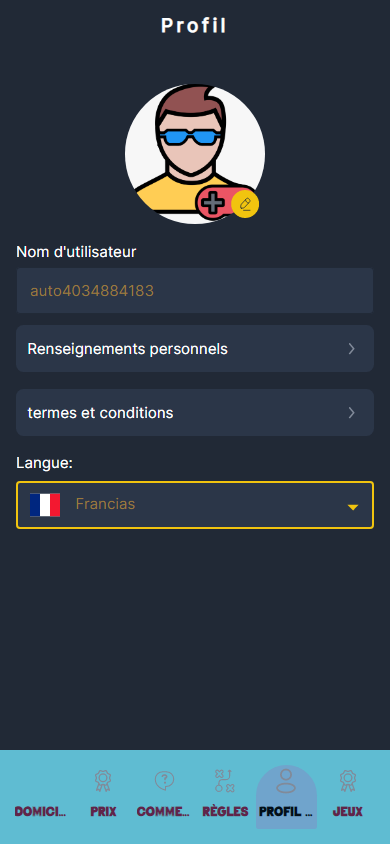 Profil
Nom d'utilisateur
auto4034884183
Renseignements personnels
termes et conditions
Langue:
Francias
DOMICI... PRIX COMME... RÈGLES PROFIL ... JEUX